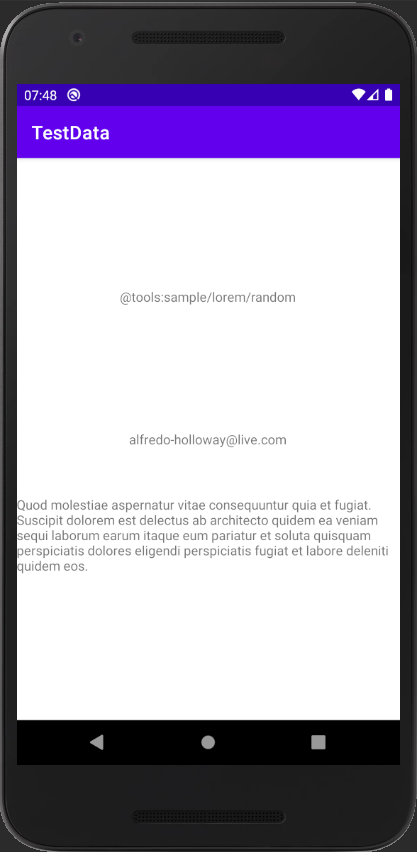 07:48
TestData
@tools:sample/lorem/random
alfredo-holloway@live.com
Quod molestiae aspernatur vitae consequuntur quia et fugiat.
Suscipit dolorem est delectus ab architecto quidem ea veniam
sequi laborum earum itaque eum pariatur et soluta quisquam
perspiciatis dolores eligendi perspiciatis fugiat et labore deleniti
quidem eos.